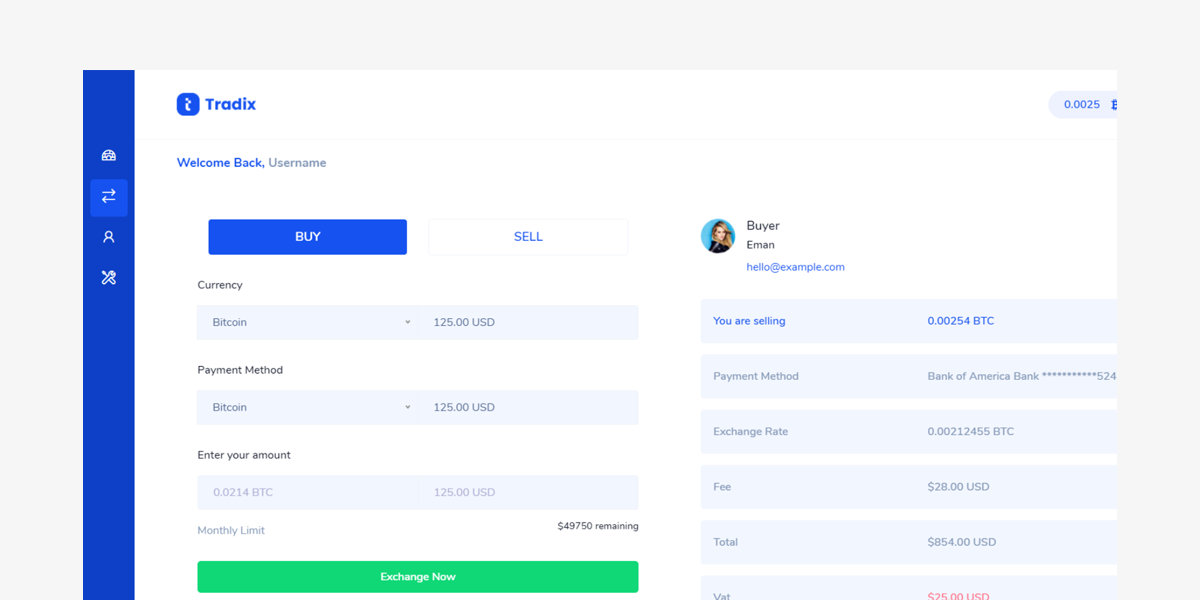 Tradix
0.0025
Welcome Back, Username
BUY
SELL
Currency
Bitcoin
125.00 USD
Payment Method
Bitcoin
125.00 USD
Enter your amount
0.0214 BTC
125.00 USD
Monthly Limit
$49750 remaining
Exchange Now
Buyer
Eman
hello@example.com
You are selling
0.00254 BTC
Payment Method
Bank of America Bank ***********524
Exchange Rate
0.00212455 BTC
Fee
$28.00 USD
Total
$854.00 USD
Vat
$25.00 USD